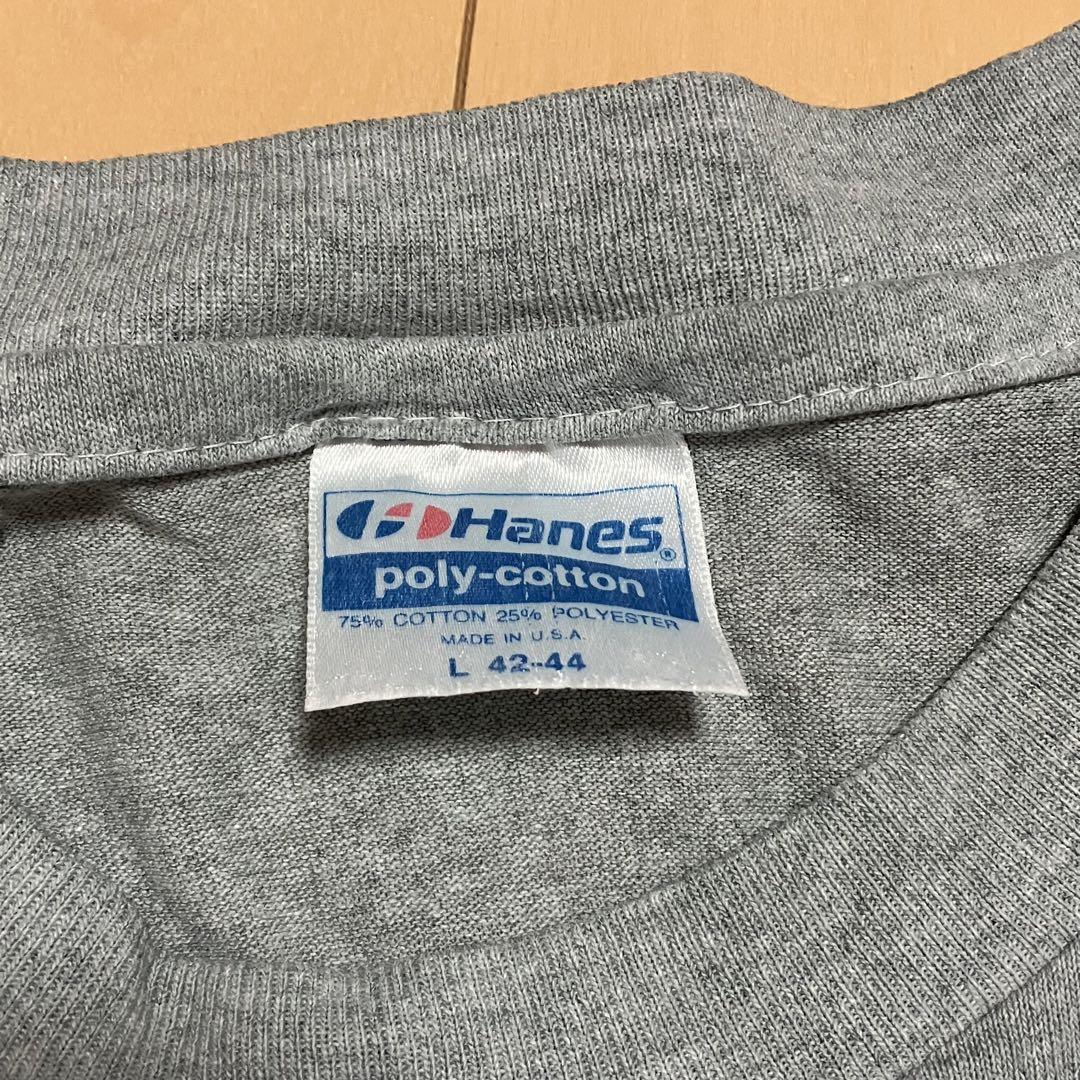 Hanes®
poly-cotton
75% COTTON 25% POLYESTER
MADE IN U.S.A.
L 42-44